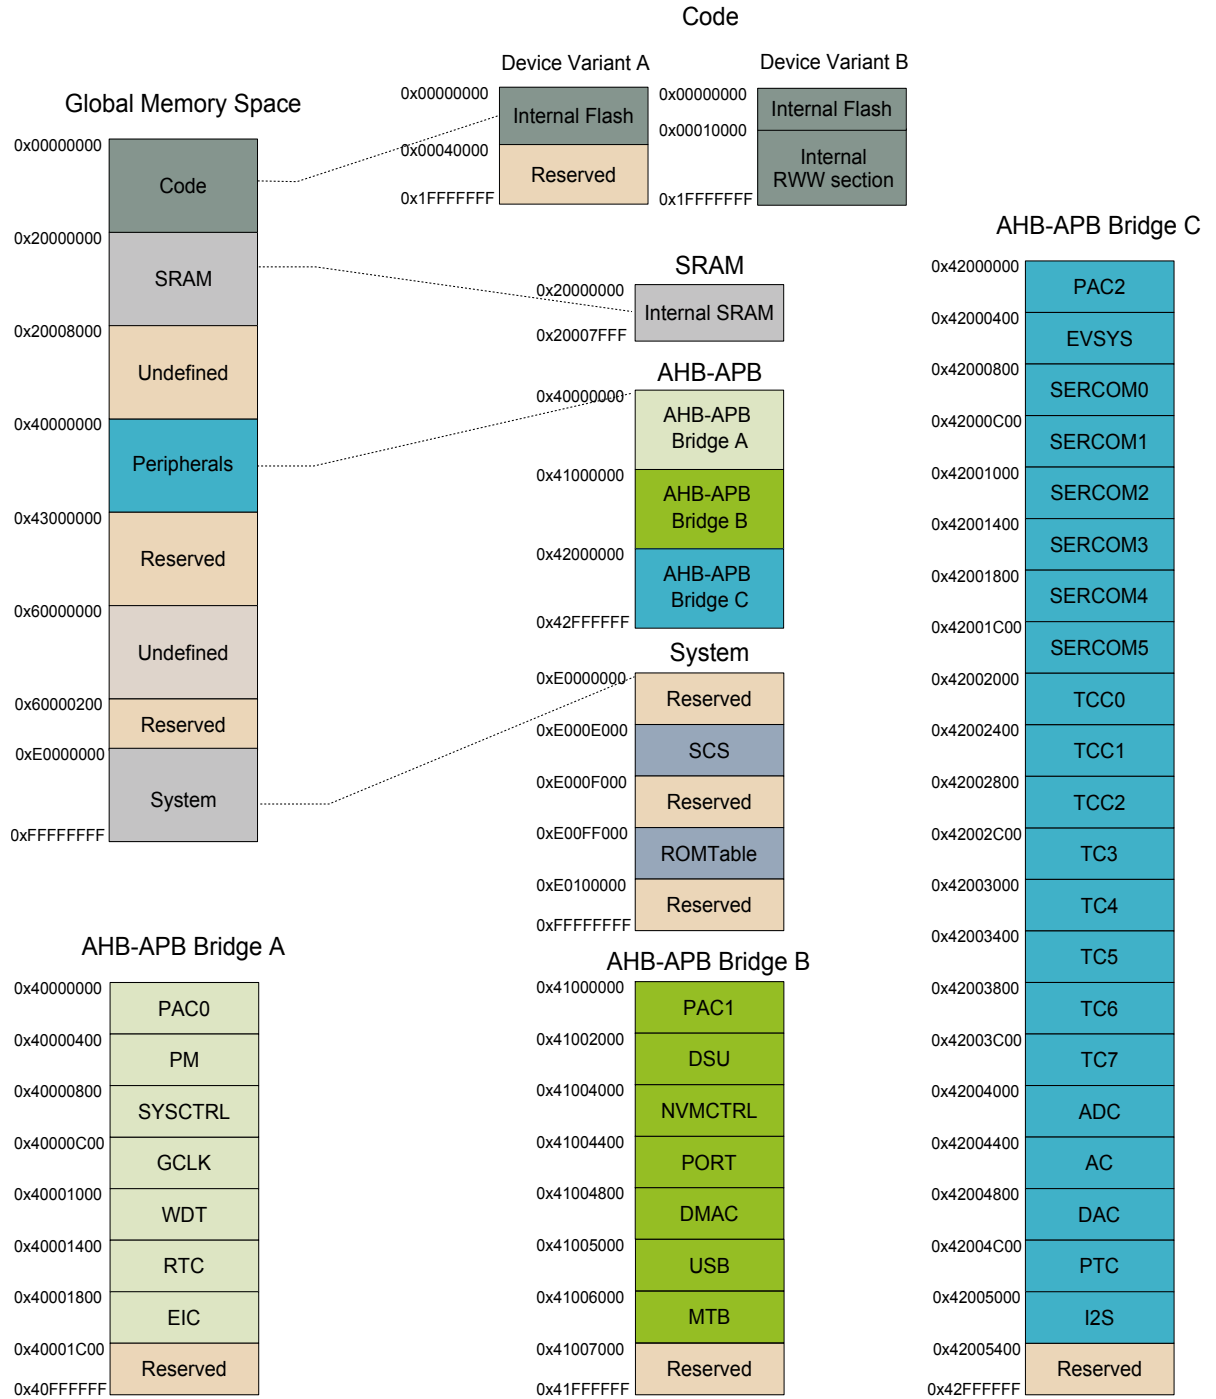 Code
Device Variant A
Device Variant B
0x00000000
Internal Flash
0x00040000
Reserved
0x1FFFFFFF
0x00000000
Internal Flash
0x00010000
Internal
RWW section
0x1FFFFFFF
Global Memory Space
0x00000000
Code
0x20000000
SRAM
0x20008000
Undefined
0x40000000
Peripherals
0x43000000
Reserved
0x60000000
Undefined
0x60000200
Reserved
0xE0000000
System
0xFFFFFFFF
SRAM
0x20000000
Internal SRAM
0x20007FFF
AHB-APB
0x40000000
AHB-APB
Bridge A
0x41000000
AHB-APB
Bridge B
0x42000000
AHB-APB
Bridge C
0x42FFFFFF
System
0xE0000000
Reserved
0xE000E000
SCS
0xE000F000
Reserved
0xE00FF000
ROMTable
0xE0100000
Reserved
0xFFFFFFFF
AHB-APB Bridge C
0x42000000
PAC2
0x42000400
EVSYS
0x42000800
SERCOM0
0x42000C00
SERCOM1
0x42001000
SERCOM2
0x42001400
SERCOM3
0x42001800
SERCOM4
0x42001C00
SERCOM5
0x42002000
TCC0
0x42002400
TCC1
0x42002800
TCC2
0x42002C00
TC3
0x42003000
TC4
0x42003400
TC5
0x42003800
TC6
0x42003C00
TC7
0x42004000
ADC
0x42004400
AC
0x42004800
DAC
0x42004C00
PTC
0x42005000
I2S
0x42005400
Reserved
0x42FFFFFF
AHB-APB Bridge A
0x40000000
PAC0
0x40000400
PM
0x40000800
SYSCTRL
0x40000C00
GCLK
0x40001000
WDT
0x40001400
RTC
0x40001800
EIC
0x40001C00
Reserved
0x40FFFFFF
AHB-APB Bridge B
0x41000000
PAC1
0x41002000
DSU
0x41004000
NVMCTRL
0x41004400
PORT
0x41004800
DMAC
0x41005000
USB
0x41006000
MTB
0x41007000
Reserved
0x41FFFFFF